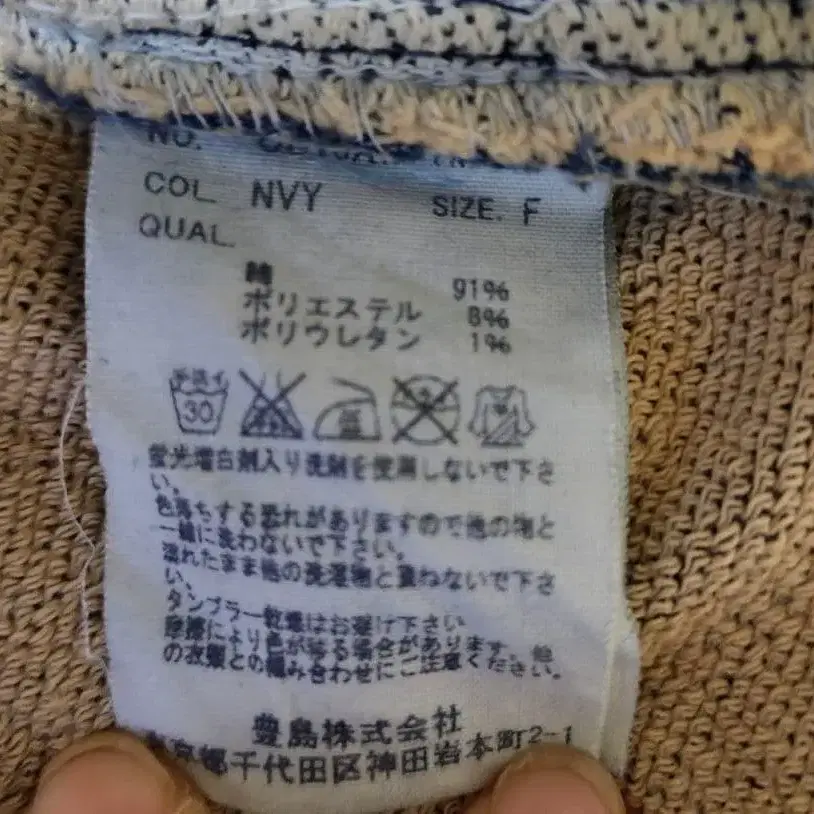 NO.
COL. NVY SIZE. F
QUAL.
綿 91%
ポリエステル 8%
ポリウレタン 1%
手洗イ
30
蛍光増白剤入り洗剤を使用しないで下さ
い。
色落ちする恐れがありますので他の物と
一緒に洗わないで下さい。
濡れたまま他の洗濯物と重ねないで下さ
い。
タンブラー乾燥はお避け下さい
摩擦により色が移る場合があります。他
の衣類との組み合わせにご注意ください。
豊島株式会社
東京都千代田区神田岩本町2-1